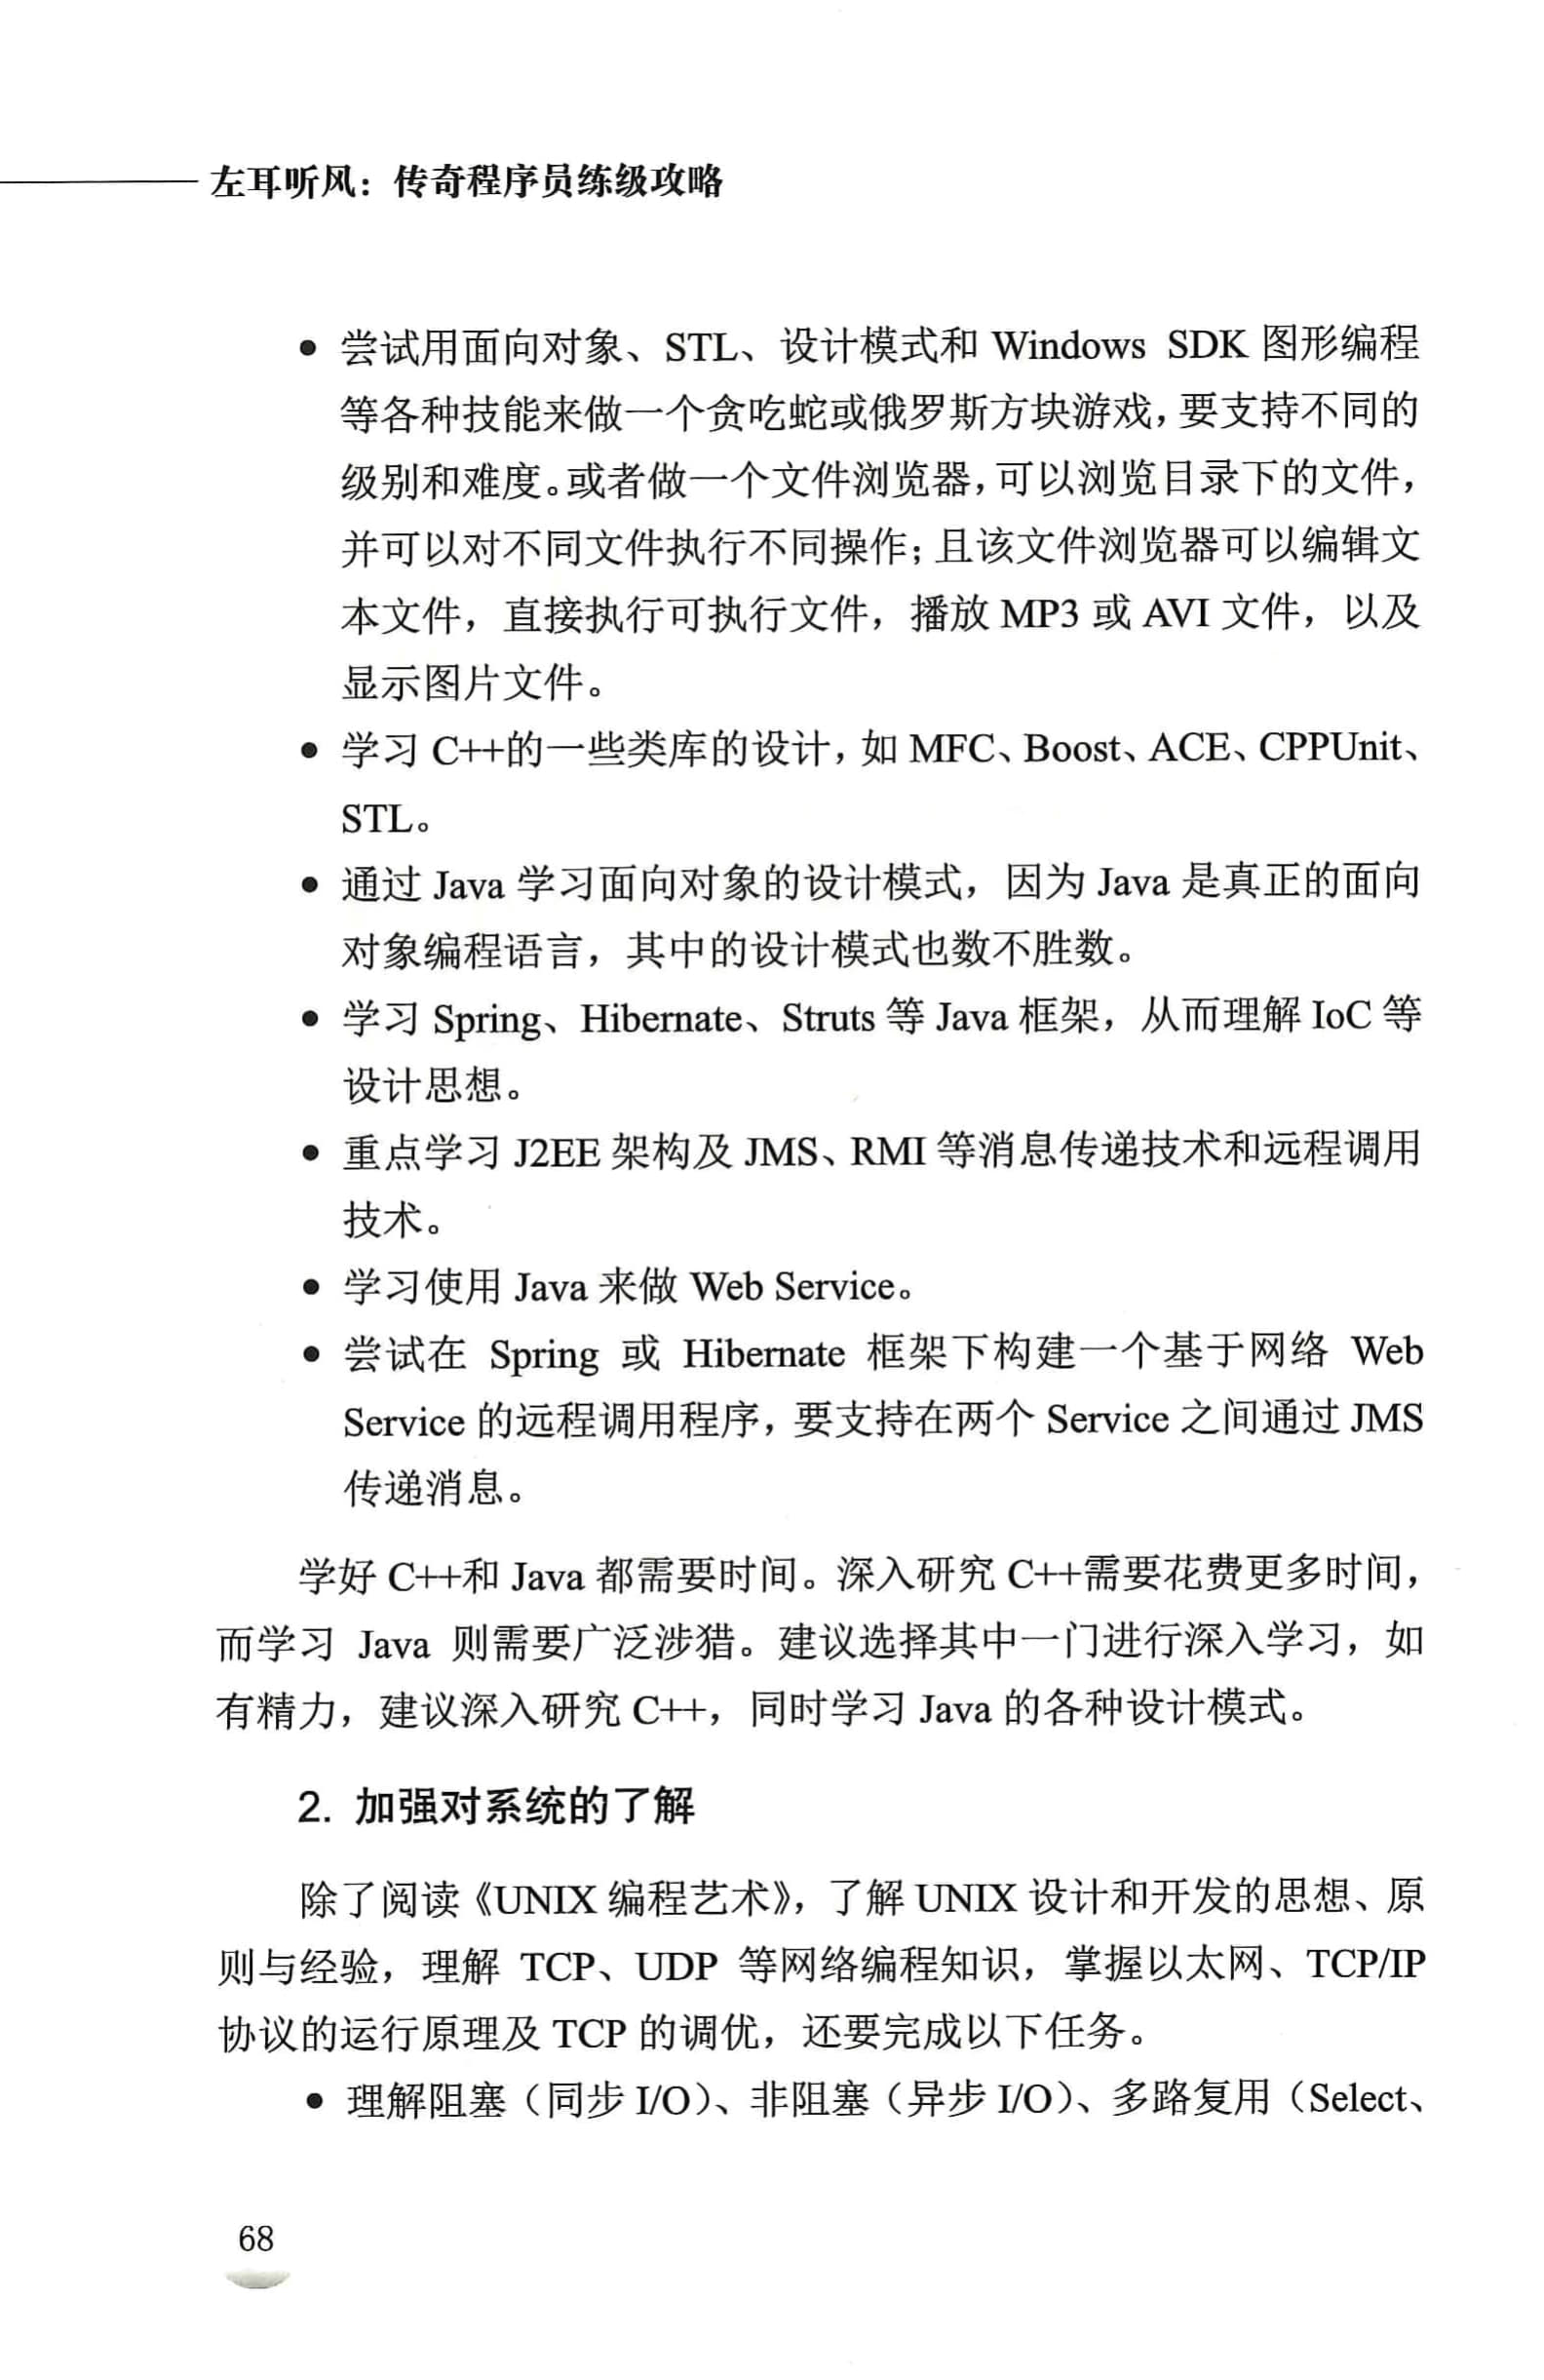 左耳听风：传奇程序员练级攻略
● 尝试用面向对象、STL、设计模式和 Windows SDK 图形编程
等各种技能来做一个贪吃蛇或俄罗斯方块游戏，要支持不同的
级别和难度。或者做一个文件浏览器，可以浏览目录下的文件，
并可以对不同文件执行不同操作；且该文件浏览器可以编辑文
本文件，直接执行可执行文件，播放 MP3 或 AVI 文件，以及
显示图片文件。
● 学习 C++的一些类库的设计，如 MFC、Boost、ACE、CPPUnit、
STL。
● 通过 Java 学习面向对象的设计模式，因为 Java 是真正的面向
对象编程语言，其中的设计模式也数不胜数。
● 学习 Spring、Hibernate、Struts 等 Java 框架，从而理解 IoC 等
设计思想。
● 重点学习 J2EE 架构及 JMS、RMI 等消息传递技术和远程调用
技术。
● 学习使用 Java 来做 Web Service。
● 尝试在 Spring 或 Hibernate 框架下构建一个基于网络 Web
Service 的远程调用程序，要支持在两个 Service 之间通过 JMS
传递消息。
学好 C++和 Java 都需要时间。深入研究 C++需要花费更多时间，
而学习 Java 则需要广泛涉猎。建议选择其中一门进行深入学习，如
有精力，建议深入研究 C++，同时学习 Java 的各种设计模式。
2. 加强对系统的了解
除了阅读《UNIX 编程艺术》，了解 UNIX 设计和开发的思想、原
则与经验，理解 TCP、UDP 等网络编程知识，掌握以太网、TCP/IP
协议的运行原理及 TCP 的调优，还要完成以下任务。
● 理解阻塞（同步 I/O）、非阻塞（异步 I/O）、多路复用（Select、
68